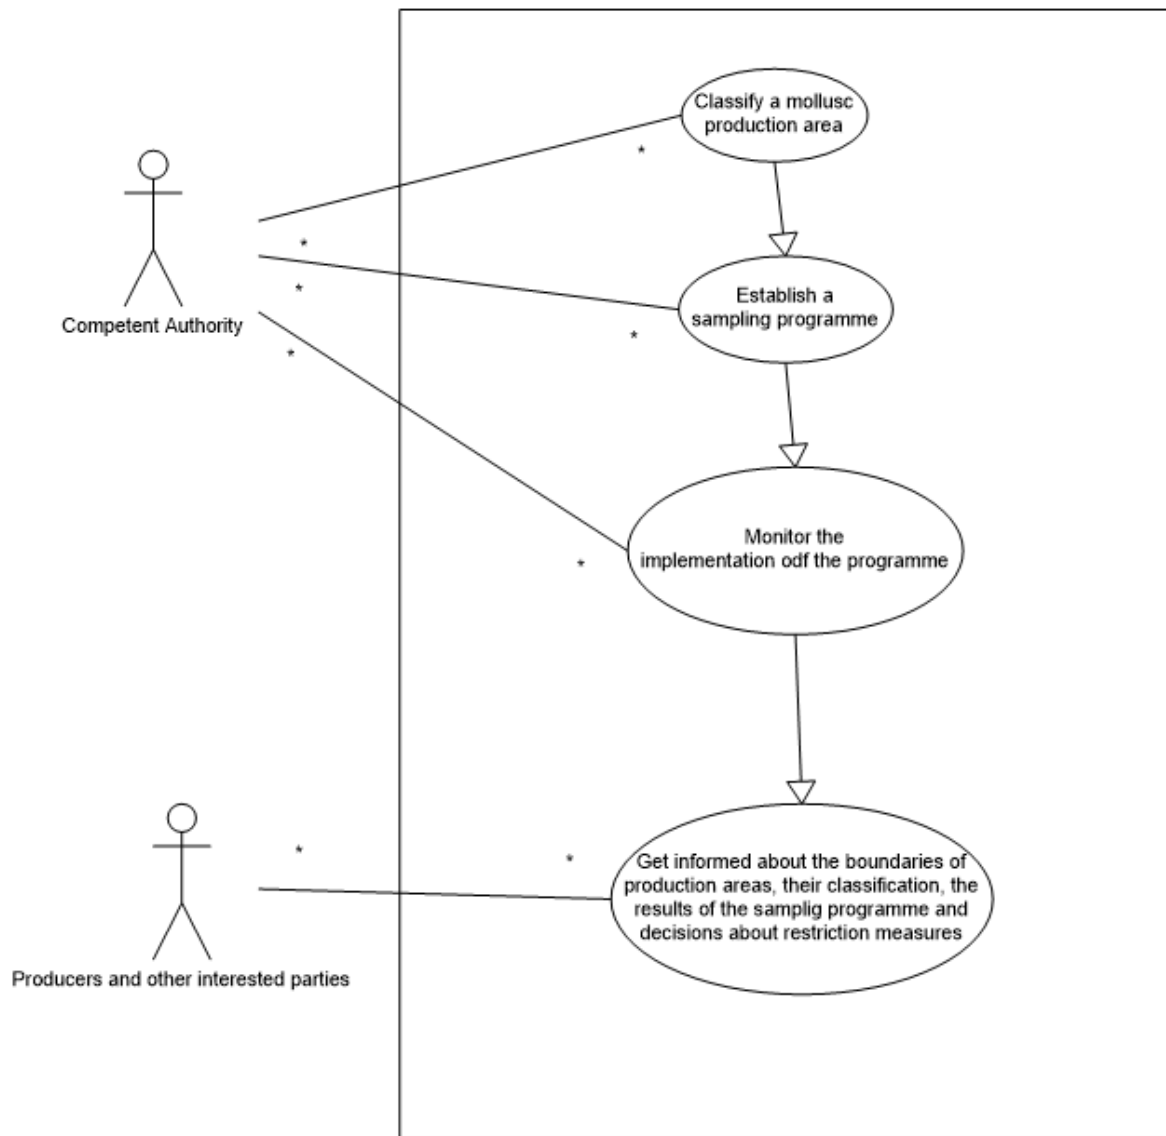 Classify a mollusc
production area
*
*
Establish a
sampling programme
*
*
Competent Authority
*
Monitor the
implementation odf the programme
*
*
*
Get informed about the boundaries of
production areas, their classification, the
results of the samplig programme and
decisions about restriction measures
Producers and other interested parties